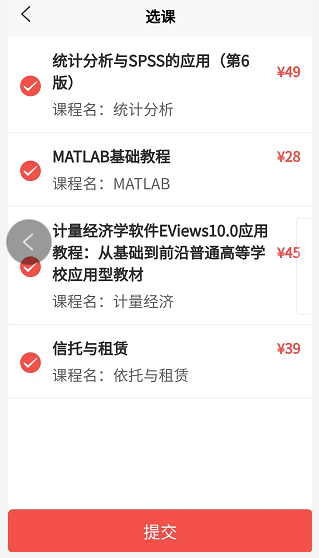 选课
统计分析与SPSS的应用（第6
版）
¥49
课程名：统计分析
MATLAB基础教程
¥28
课程名：MATLAB
计量经济学软件EViews10.0应用
教程：从基础到前沿普通高等学
校应用型教材
¥45
课程名：计量经济
信托与租赁
¥39
课程名：依托与租赁
提交